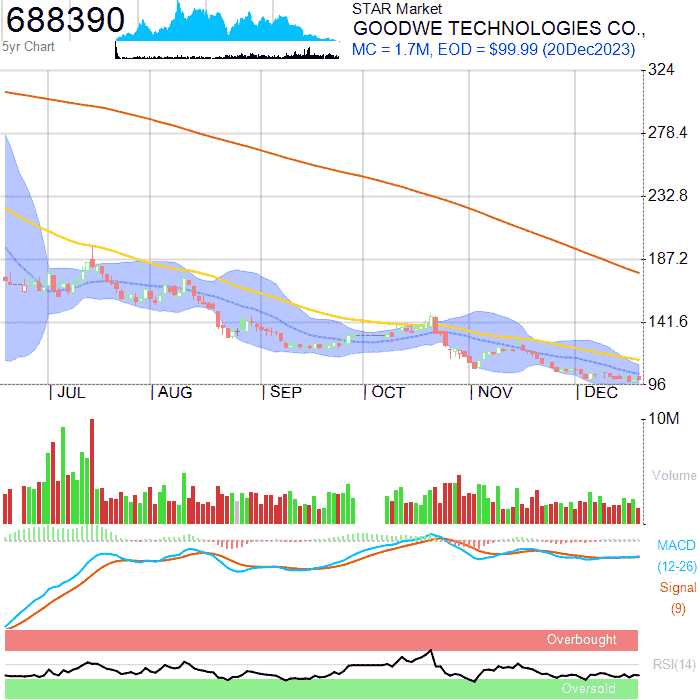 688390
5yr Chart
STAR Market
GOODWE TECHNOLOGIES CO.,
MC = 1.7M, EOD = $99.99 (20Dec2023)
324
278.4
232.8
187.2
141.6
96
JUL
AUG
SEP
OCT
NOV
DEC
10M
Volume
MACD
(12-26)
Signal
(9)
Overbought
RSI(14)
Oversold